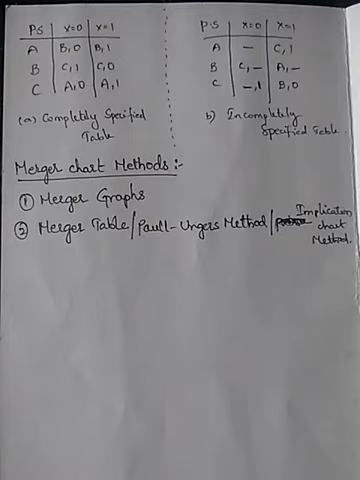 P.S x=0 x=1
A B,0 B,1
B C,1 C,0
C A,0 A,1
(a) Completely Specified
Table
P.S x=0 x=1
A – C,1
B C,– A,–
C –,1 B,0
b) Incompletely
Specified Table.
Merger chart Methods:-
① Merger Graphs
② Merger Table/Paull-Ungers Method/ Implication
chart
Method.